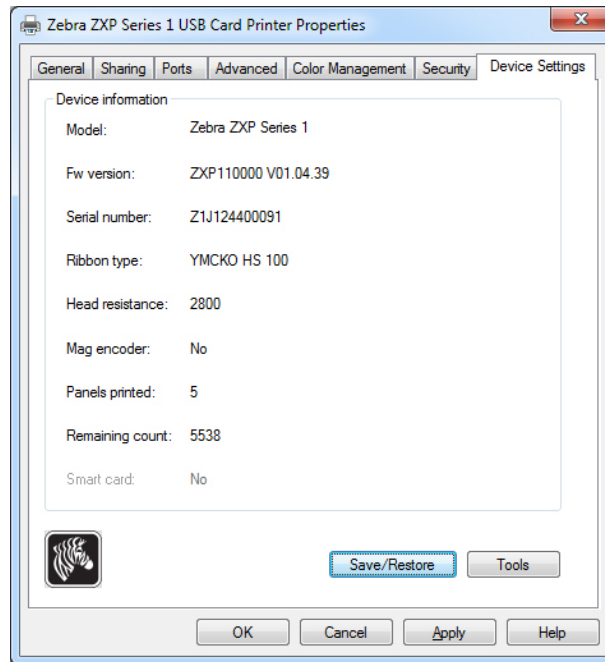 Zebra ZXP Series 1 USB Card Printer Properties
General Sharing Ports Advanced Color Management Security Device Settings
Device information
Model: Zebra ZXP Series 1
Fw version: ZXP110000 V01.04.39
Serial number: Z1J124400091
Ribbon type: YMCKO HS 100
Head resistance: 2800
Mag encoder: No
Panels printed: 5
Remaining count: 5538
Smart card: No
Save/Restore Tools
OK Cancel Apply Help